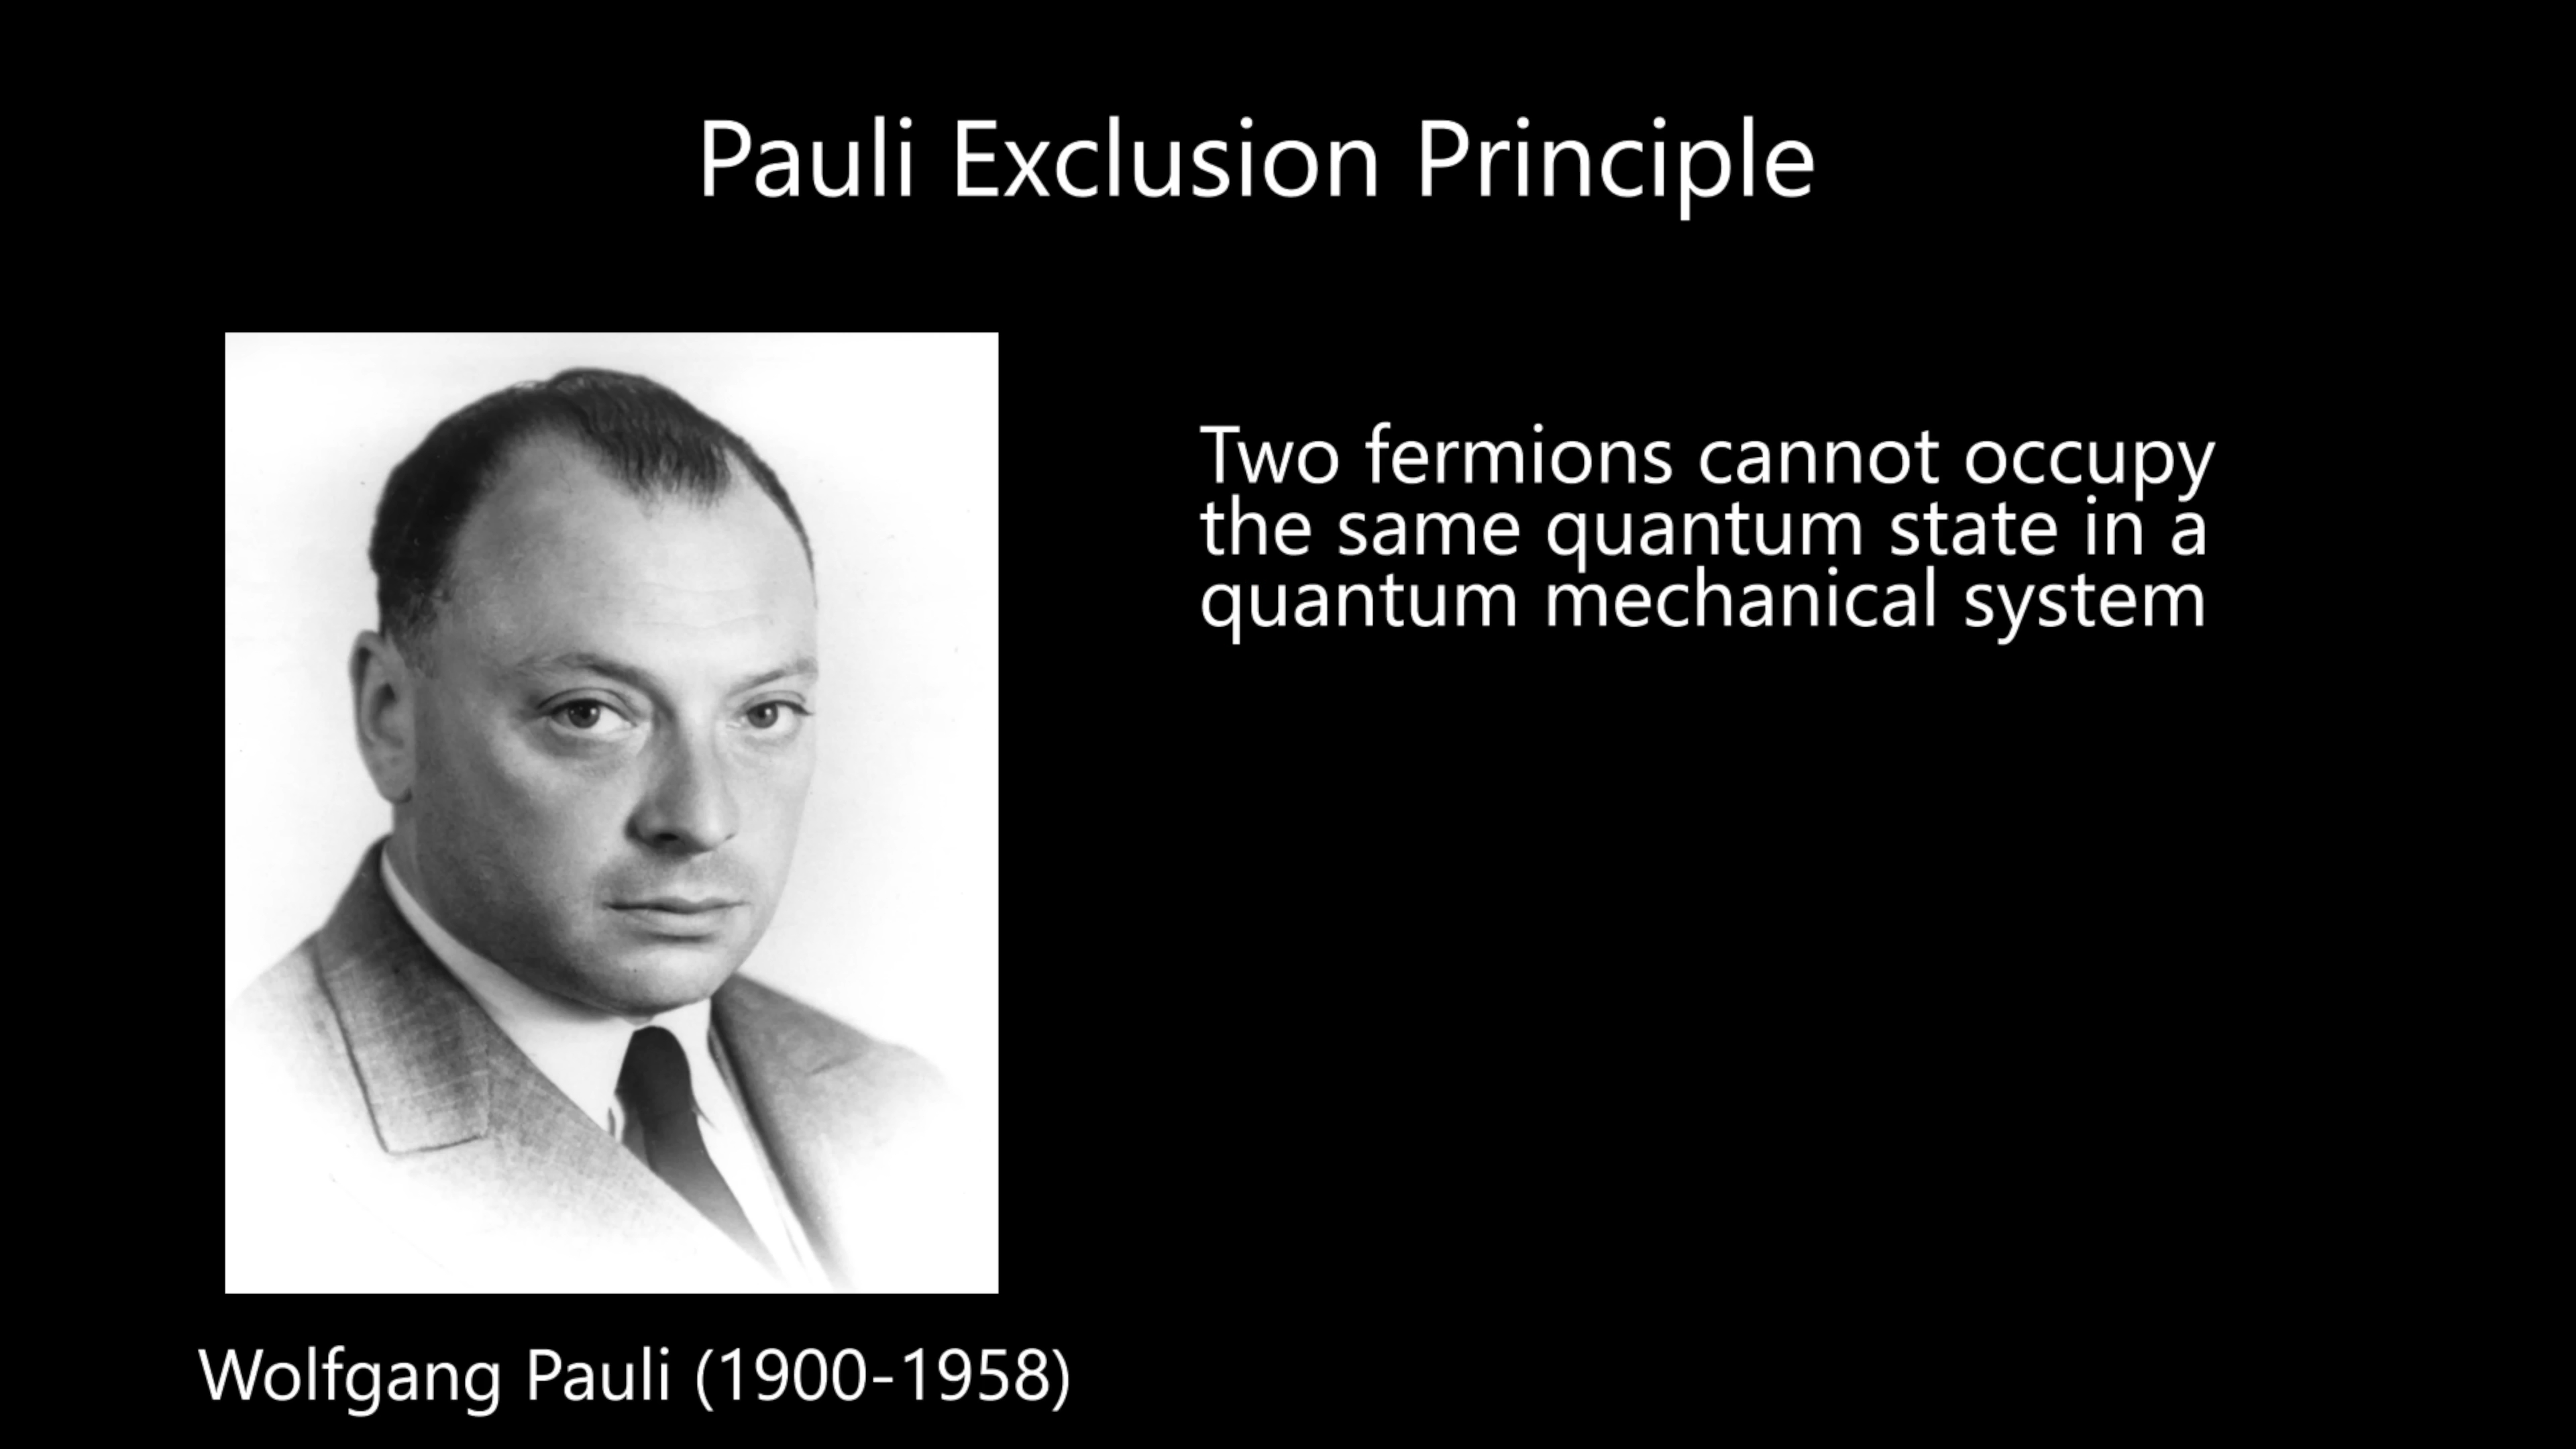 Pauli Exclusion Principle
Two fermions cannot occupy
the same quantum state in a
quantum mechanical system
Wolfgang Pauli (1900-1958)